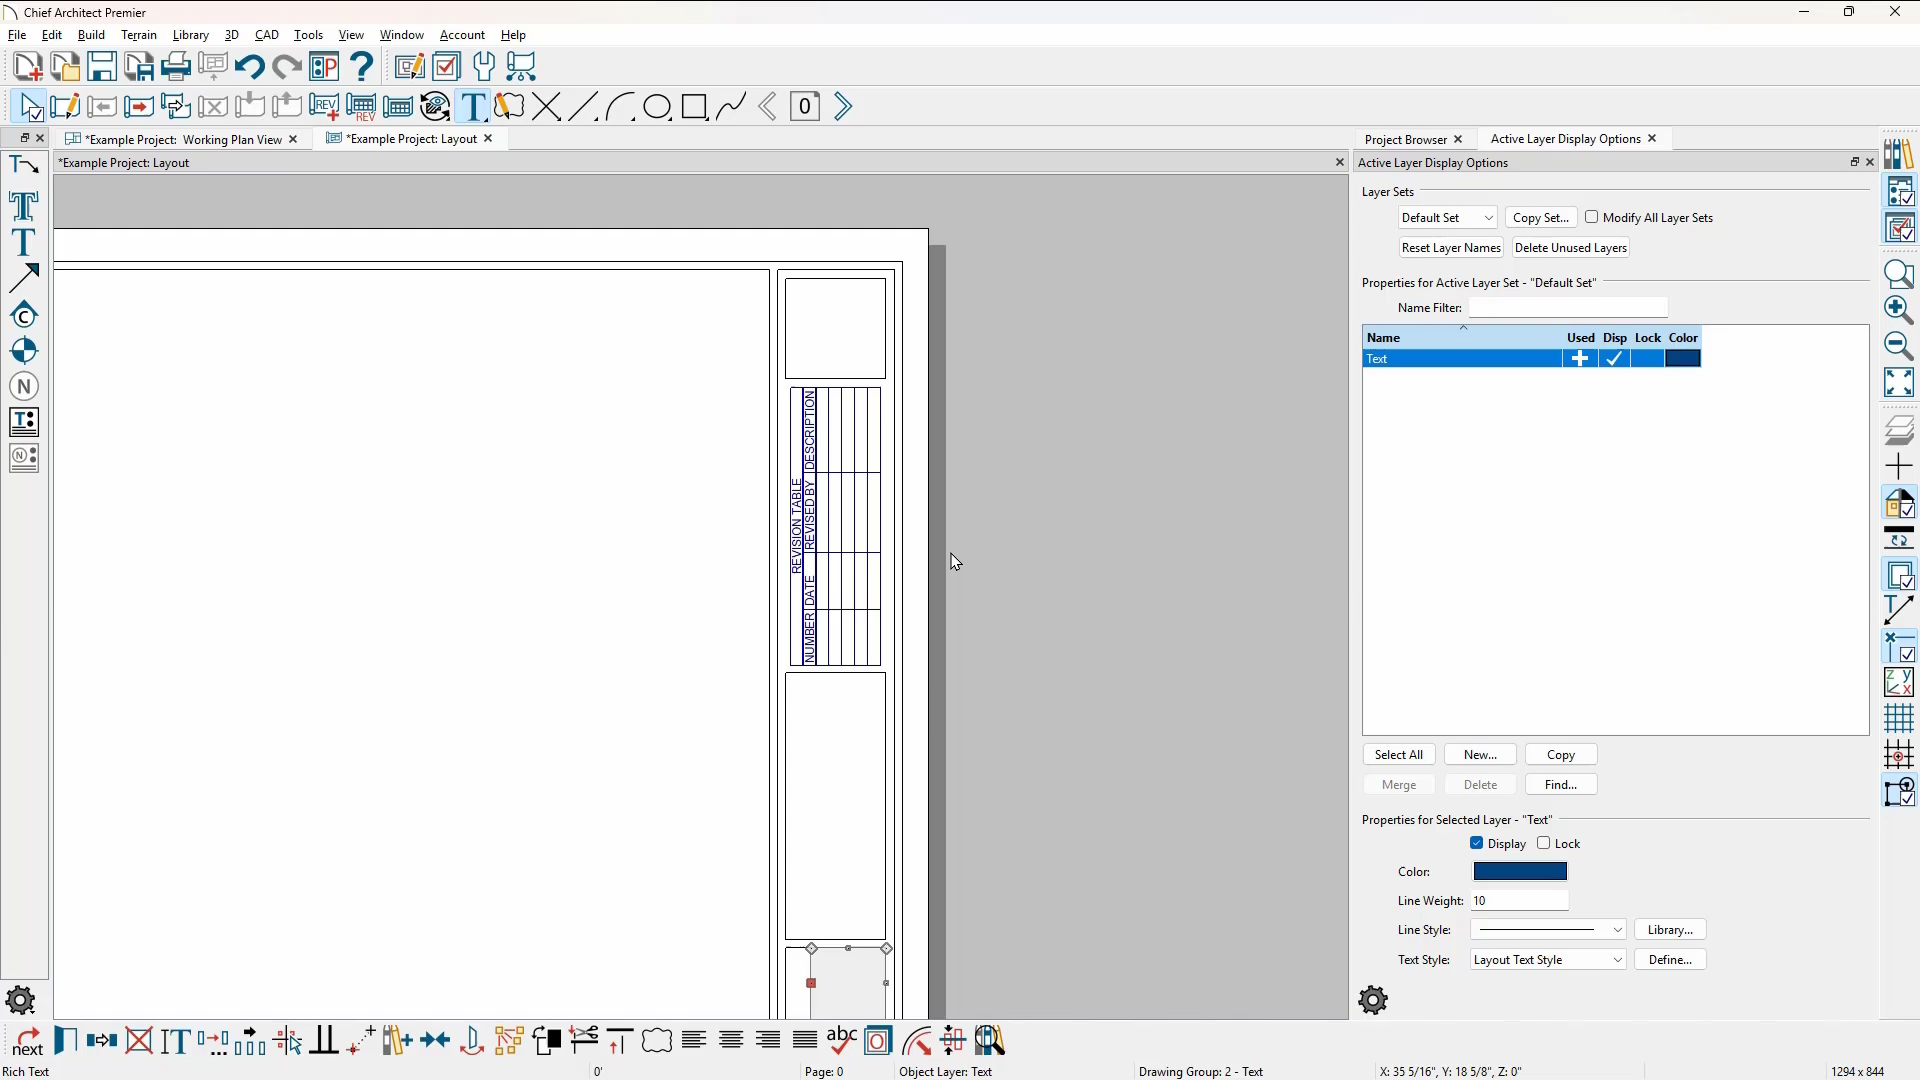 Chief Architect Premier
File Edit Build Terrain Library 3D CAD Tools View Window Account Help
P ?
REV REV T 0
*Example Project: Working Plan View *Example Project: Layout
Project Browser Active Layer Display Options
*Example Project: Layout
Active Layer Display Options
Layer Sets
Default Set Copy Set... Modify All Layer Sets
Reset Layer Names Delete Unused Layers
Properties for Active Layer Set - "Default Set"
Name Filter:
Name Used Disp Lock Color
Text
REVISION TABLE
NUMBER DATE REVISED BY DESCRIPTION
Select All New... Copy
Merge Delete Find...
Properties for Selected Layer - "Text"
Display Lock
Color:
Line Weight: 10
Line Style: Library...
Text Style: Layout Text Style Define...
next abc
Rich Text 0' Page: 0 Object Layer: Text Drawing Group: 2 - Text X: 35 5/16", Y: 18 5/8", Z: 0" 1294 x 844